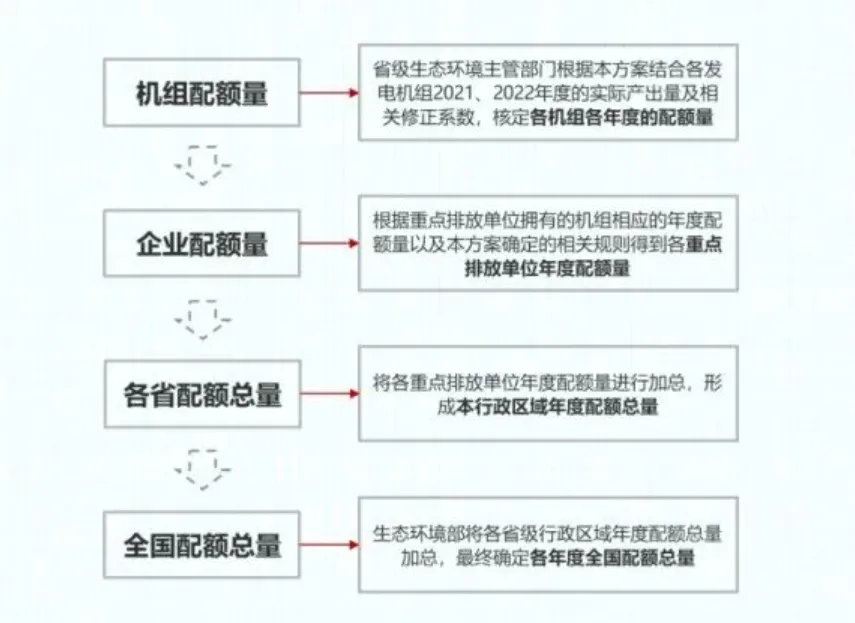 机组配额量
省级生态环境主管部门根据本方案结合各发
电机组2021、2022年度的实际产出量及相
关修正系数，核定各机组各年度的配额量
企业配额量
根据重点排放单位拥有的机组相应的年度配
额量以及本方案确定的相关规则得到各重点
排放单位年度配额量
各省配额总量
将各重点排放单位年度配额量进行加总，形
成本行政区域年度配额总量
全国配额总量
生态环境部将各省级行政区域年度配额总量
加总，最终确定各年度全国配额总量